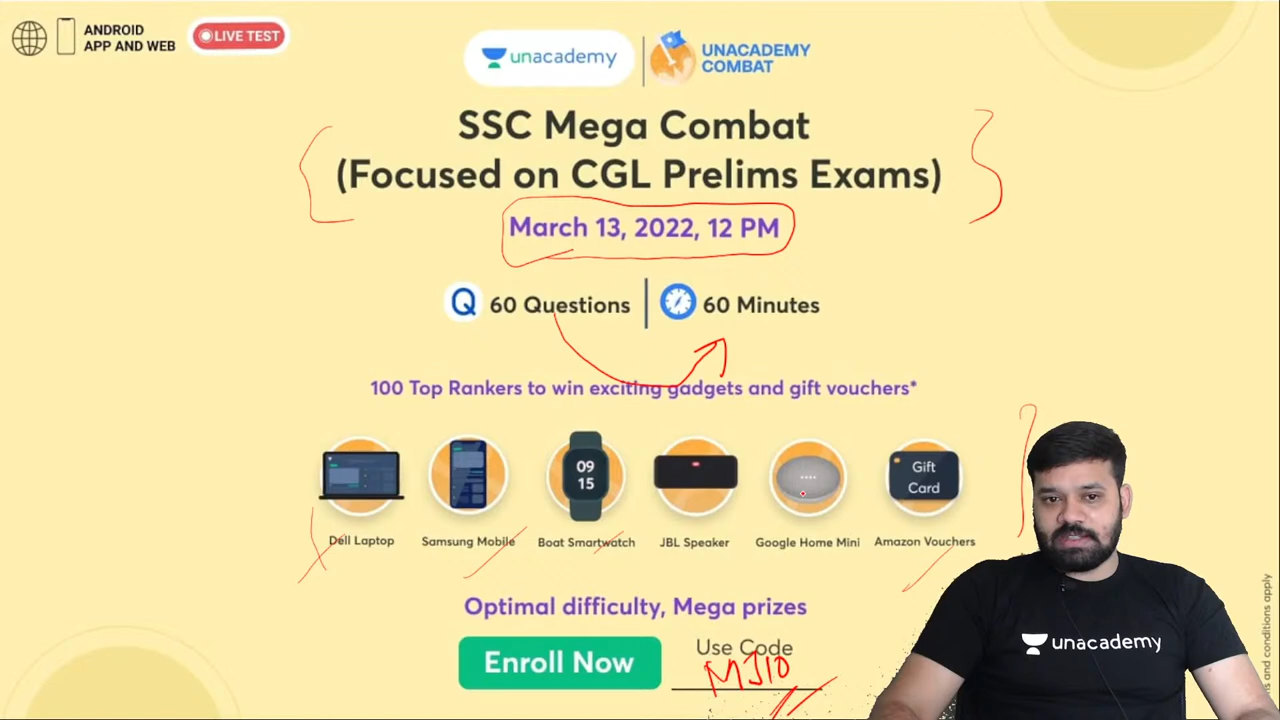 ANDROID
APP AND WEB
LIVE TEST
unacademy
UNACADEMY
COMBAT
SSC Mega Combat
(Focused on CGL Prelims Exams)
March 13, 2022, 12 PM
Q 60 Questions
60 Minutes
100 Top Rankers to win exciting gadgets and gift vouchers*
09
15
Gift
Card
Dell Laptop
Samsung Mobile
Boat Smartwatch
JBL Speaker
Google Home Mini
Amazon Vouchers
Optimal difficulty, Mega prizes
Enroll Now
Use Code
MJ10
unacademy
and conditions apply